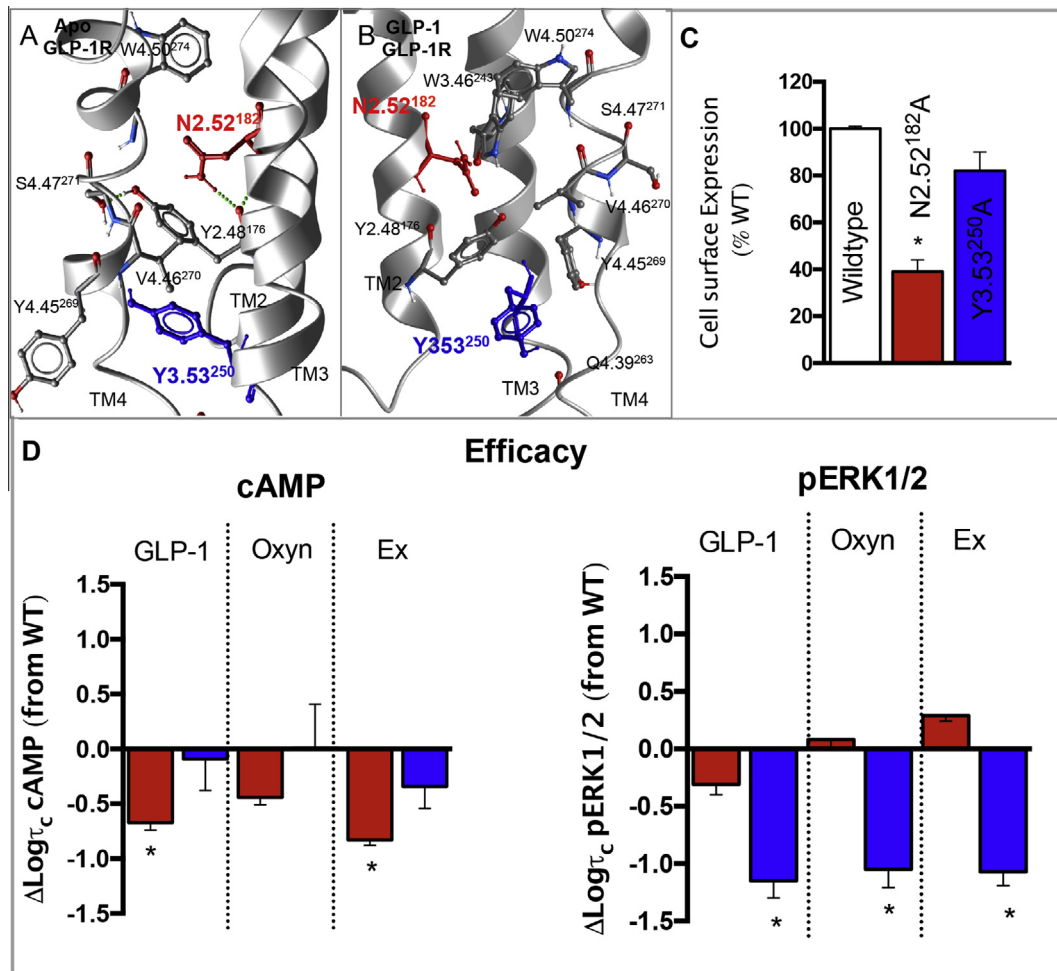 A
Apo
GLP-1R
W4.50274
N2.52182
S4.47271
Y2.48176
V4.46270
Y4.45269
TM2
Y3.53250
TM3
TM4
B
GLP-1
GLP-1R
W4.50274
W3.46243
N2.52182
S4.47271
V4.46270
Y2.48176
Y4.45269
TM2
Y353250
Q4.39263
TM3
TM4
C
Cell surface Expression
(% WT)
120
100
80
60
40
20
0
Wildtype
N2.52182A
*
Y3.53250A
D
Efficacy
cAMP
GLP-1
Oxyn
Ex
ΔLogτc cAMP (from WT)
1.5
1.0
0.5
0.0
-0.5
-1.0
-1.5
*
*
pERK1/2
GLP-1
Oxyn
Ex
ΔLogτc pERK1/2 (from WT)
1.5
1.0
0.5
0.0
-0.5
-1.0
-1.5
*
*
*